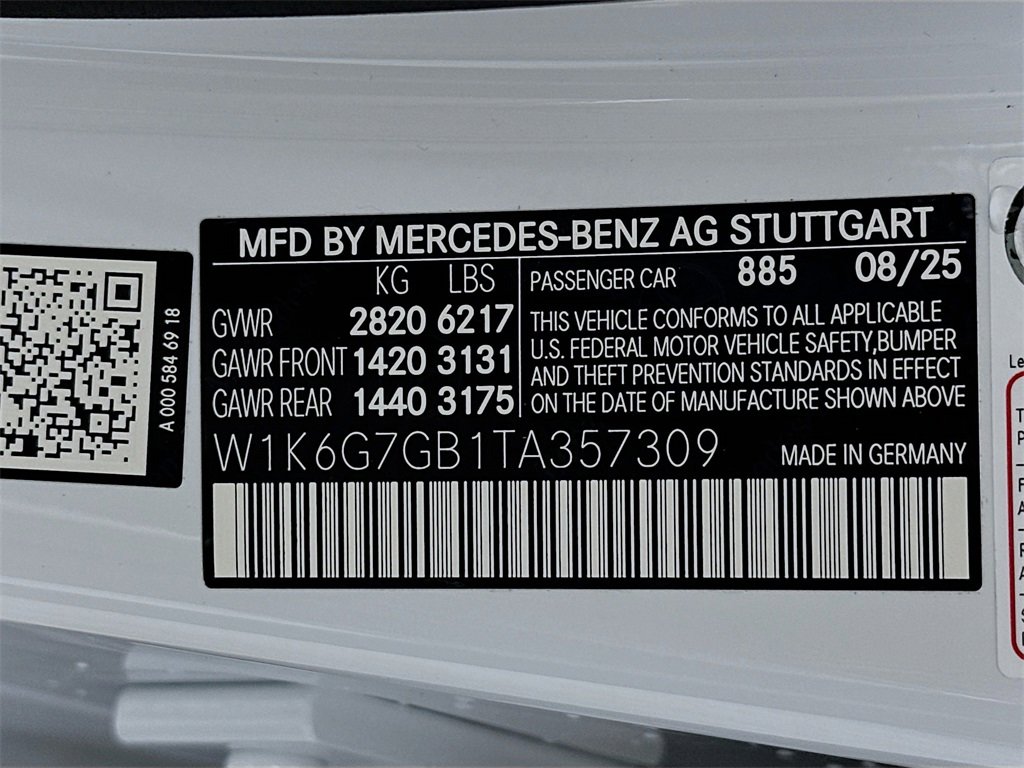 MFD BY MERCEDES-BENZ AG STUTTGART
KG LBS
GVWR 2820 6217
GAWR FRONT 1420 3131
GAWR REAR 1440 3175
PASSENGER CAR 885 08/25
THIS VEHICLE CONFORMS TO ALL APPLICABLE
U.S. FEDERAL MOTOR VEHICLE SAFETY,BUMPER
AND THEFT PREVENTION STANDARDS IN EFFECT
ON THE DATE OF MANUFACTURE SHOWN ABOVE
W1K6G7GB1TA357309 MADE IN GERMANY
A 000 584 69 18